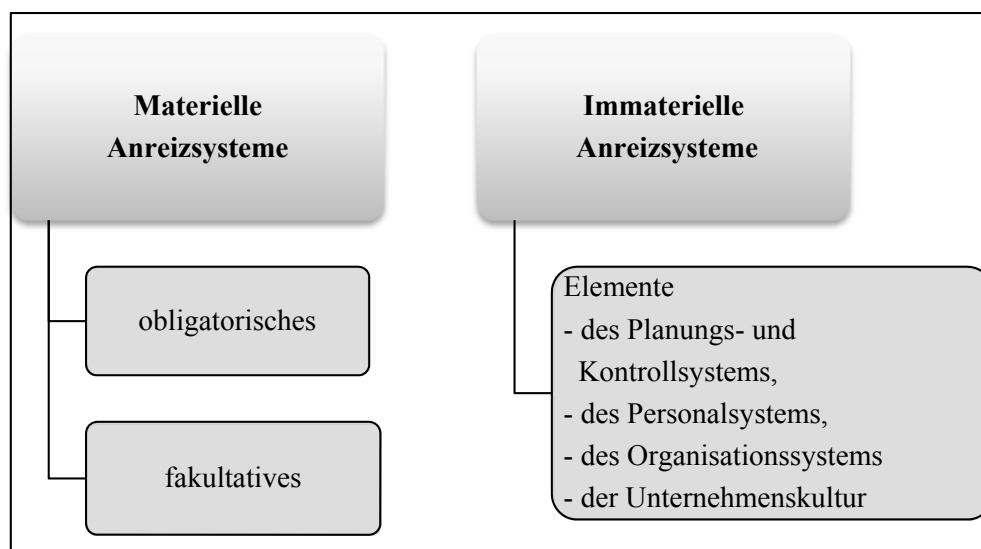 Materielle
Anreizsysteme
obligatorisches
fakultatives
Immaterielle
Anreizsysteme
Elemente
- des Planungs- und
Kontrollsystems,
- des Personalsystems,
- des Organisationssystems
- der Unternehmenskultur